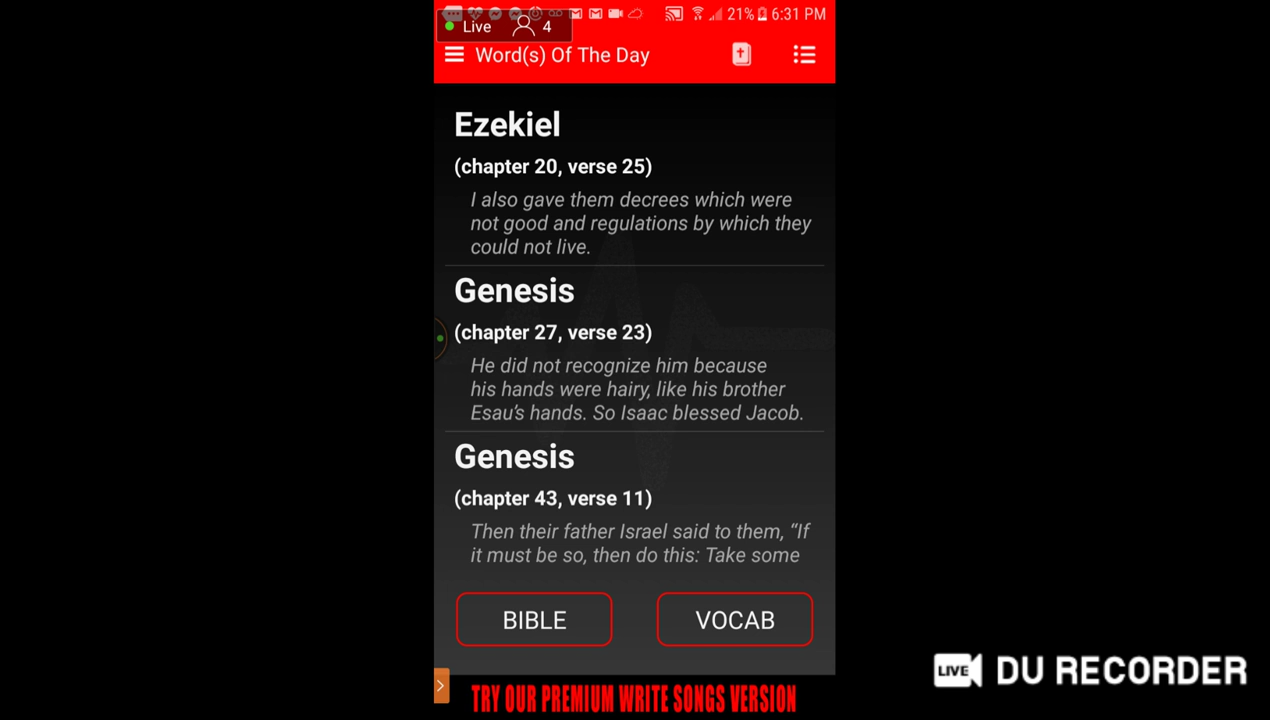 21% 6:31 PM
Live 4
Word(s) Of The Day
Ezekiel
(chapter 20, verse 25)
I also gave them decrees which were
not good and regulations by which they
could not live.
Genesis
(chapter 27, verse 23)
He did not recognize him because
his hands were hairy, like his brother
Esau's hands. So Isaac blessed Jacob.
Genesis
(chapter 43, verse 11)
Then their father Israel said to them, “If
it must be so, then do this: Take some
BIBLE VOCAB
LIVE DU RECORDER
TRY OUR PREMIUM WRITE SONGS VERSION